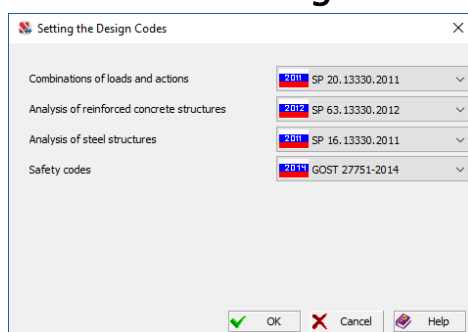 Setting the Design Codes
Combinations of loads and actions 2011 SP 20.13330.2011
Analysis of reinforced concrete structures 2012 SP 63.13330.2012
Analysis of steel structures 2011 SP 16.13330.2011
Safety codes 2014 GOST 27751-2014
OK Cancel Help